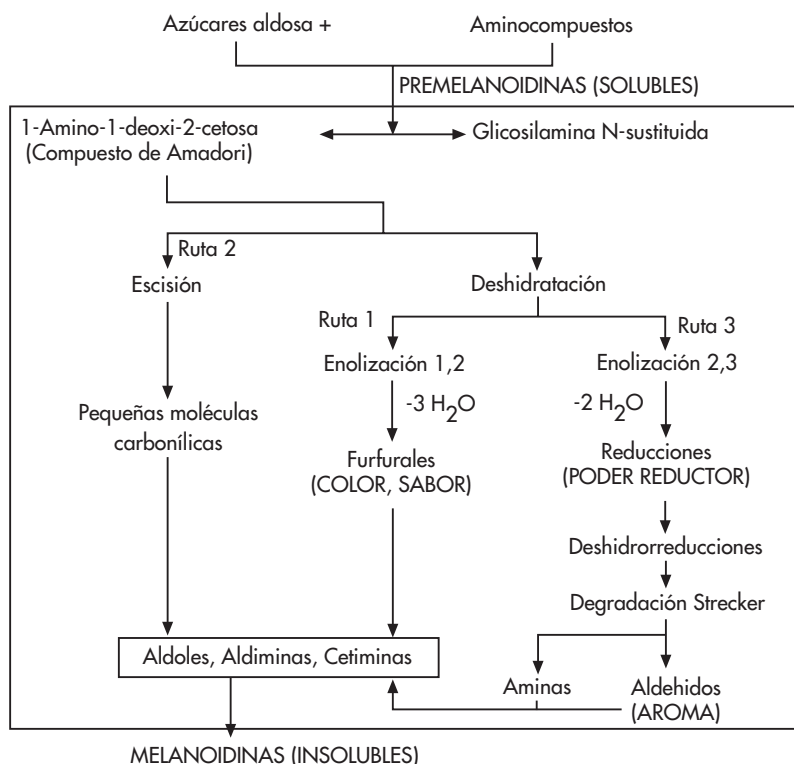 Azúcares aldosa +
Aminocompuestos
PREMELANOIDINAS (SOLUBLES)
1-Amino-1-deoxi-2-cetosa
(Compuesto de Amadori)
Glicosilamina N-sustituida
Ruta 2
Escisión
Deshidratación
Ruta 1
Ruta 3
Enolización 1,2
Enolización 2,3
-3 H2O
-2 H2O
Pequeñas moléculas
carbonílicas
Furfurales
(COLOR, SABOR)
Reducciones
(PODER REDUCTOR)
Deshidrorreducciones
Degradación Strecker
Aldoles, Aldiminas, Cetiminas
Aminas
Aldehidos
(AROMA)
MELANOIDINAS (INSOLUBLES)